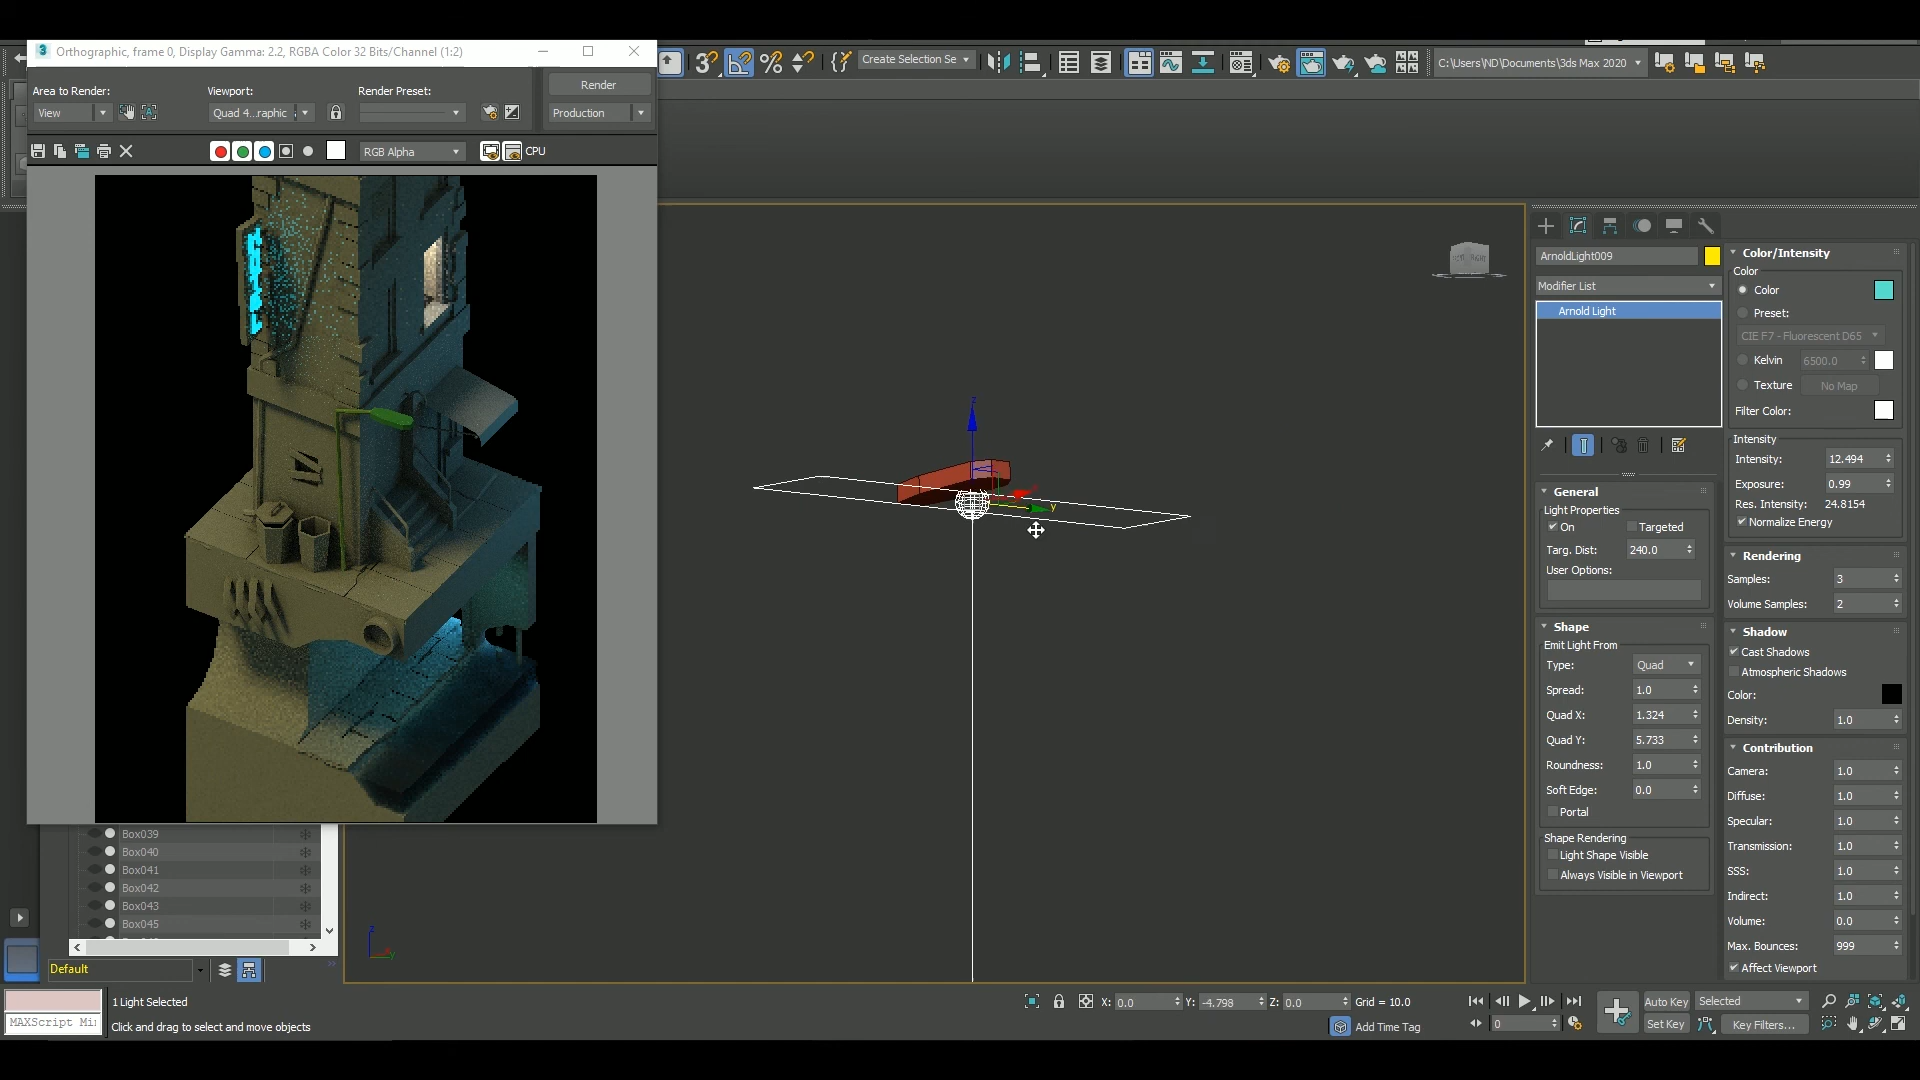 Orthographic, frame 0, Display Gamma: 2.2, RGBA Color 32 Bits/Channel (1:2)
Create Selection Se
C:\Users\ND\Documents\3ds Max 2020
Area to Render:
Viewport:
Render Preset:
Render
View
Quad 4...raphic
Production
RGB Alpha
CPU
ArnoldLight009
Modifier List
Arnold Light
General
Light Properties
On
Targeted
Targ. Dist:
240.0
User Options:
Shape
Emit Light From
Type:
Quad
Spread:
1.0
Quad X:
1.324
Quad Y:
5.733
Roundness:
1.0
Soft Edge:
0.0
Portal
Shape Rendering
Light Shape Visible
Always Visible in Viewport
Color/Intensity
Color
Color
Preset:
CIE F7 - Fluorescent D65
Kelvin
6500.0
Texture
No Map
Filter Color:
Intensity
Intensity:
12.494
Exposure:
0.99
Res. Intensity:
24.8154
Normalize Energy
Rendering
Samples:
3
Volume Samples:
2
Shadow
Cast Shadows
Atmospheric Shadows
Color:
Density:
1.0
Contribution
Camera:
1.0
Diffuse:
1.0
Specular:
1.0
Transmission:
1.0
SSS:
1.0
Indirect:
1.0
Volume:
0.0
Max. Bounces:
999
Affect Viewport
z
y
Box039
Box040
Box041
Box042
Box043
Box045
Default
MAXScript Mi
1 Light Selected
Click and drag to select and move objects
X:
0.0
Y:
-4.798
Z:
0.0
Grid = 10.0
Add Time Tag
0
Auto Key
Selected
Set Key
Key Filters...